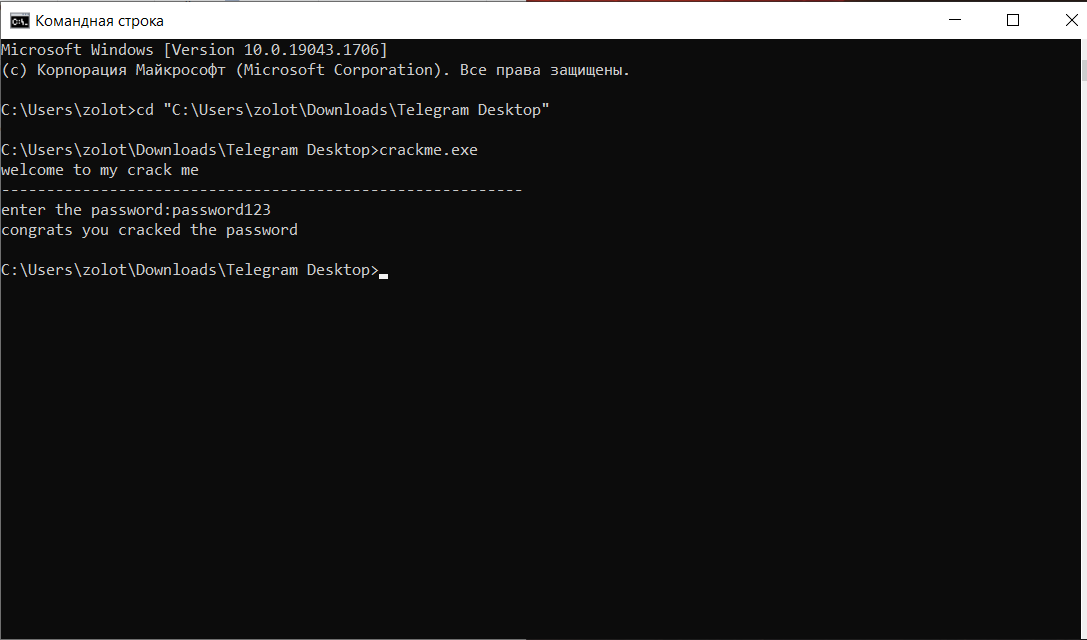 Командная строка
Microsoft Windows [Version 10.0.19043.1706]
(c) Корпорация Майкрософт (Microsoft Corporation). Все права защищены.
C:\Users\zolot>cd "C:\Users\zolot\Downloads\Telegram Desktop"
C:\Users\zolot\Downloads\Telegram Desktop>crackme.exe
welcome to my crack me
----------------------------------------------------------
enter the password:password123
congrats you cracked the password
C:\Users\zolot\Downloads\Telegram Desktop>